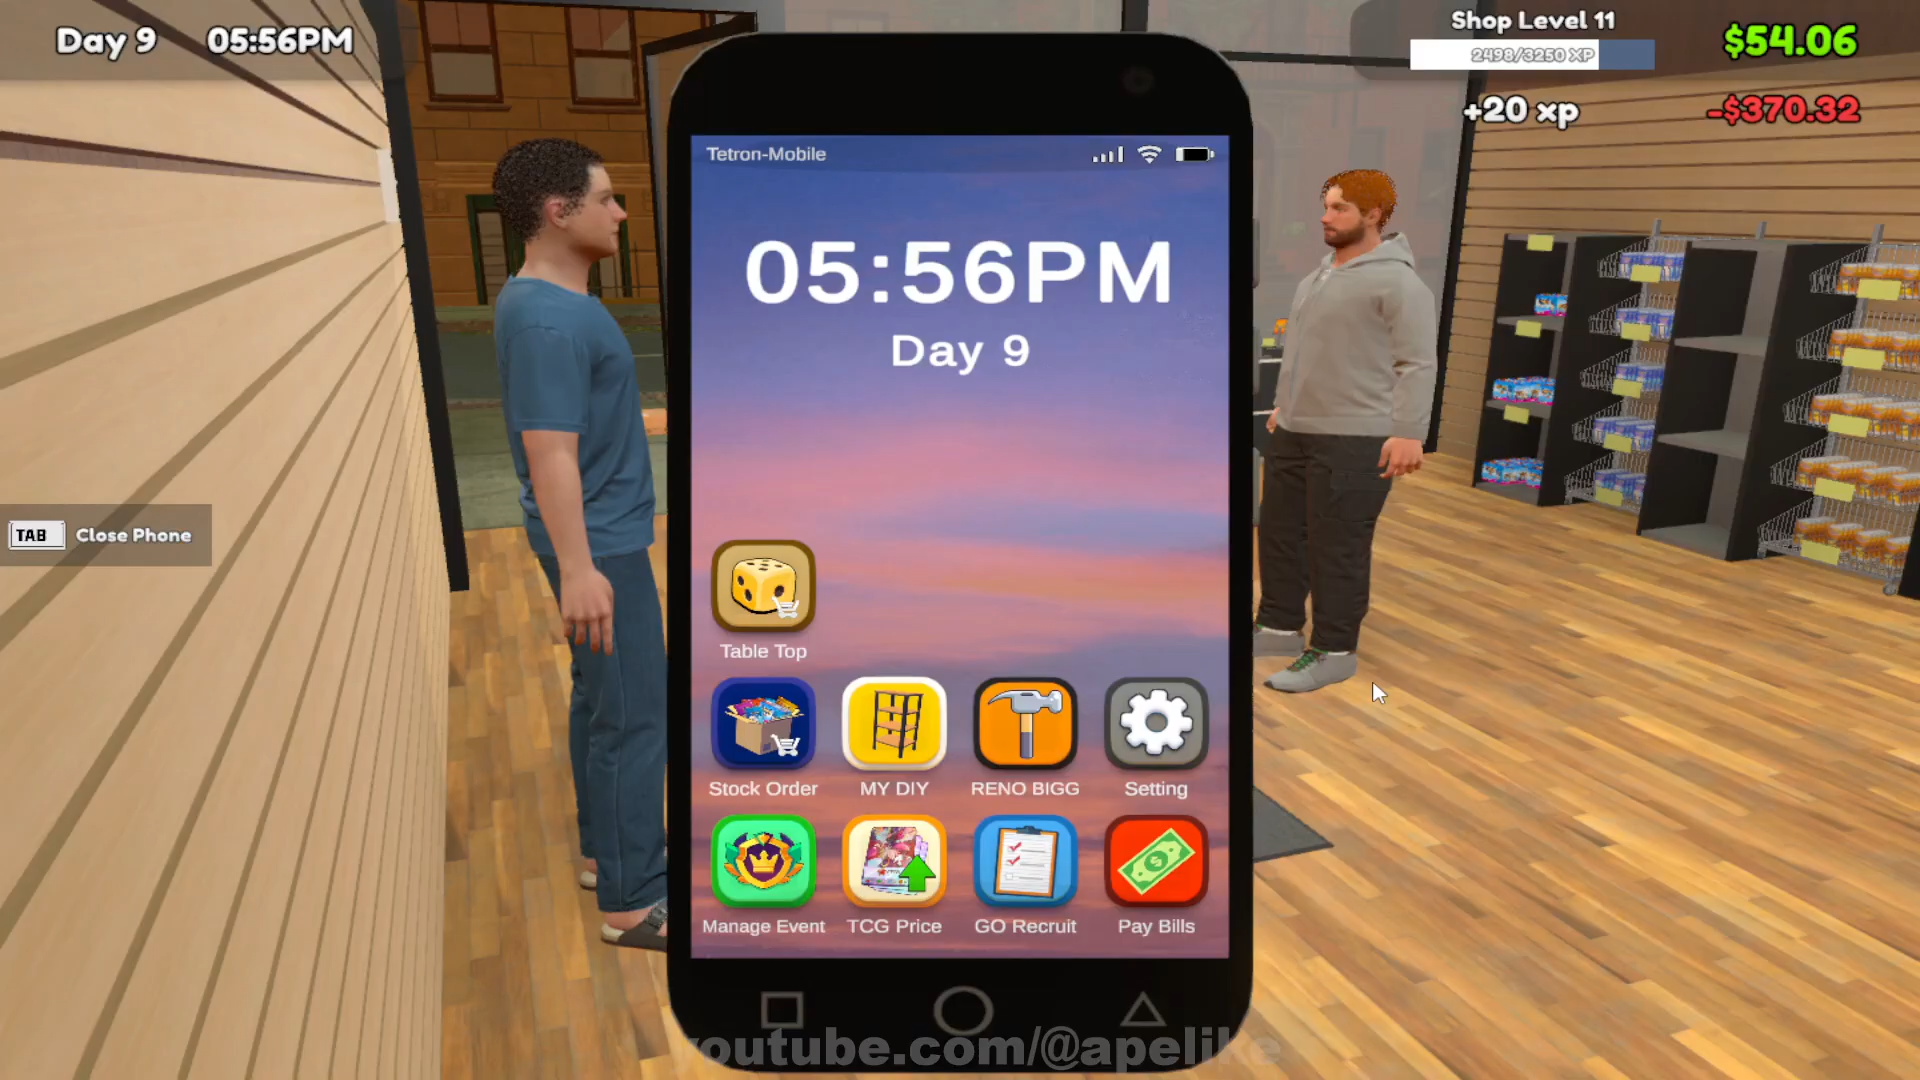 Day 9 05:56PM
Shop Level 11
2498/3250 XP
$54.06
+20 xp
-$370.32
Tetron-Mobile
05:56PM
Day 9
TAB Close Phone
Table Top
Stock Order MY DIY RENO BIGG Setting
Manage Event TCG Price GO Recruit Pay Bills
youtube.com/@apelike